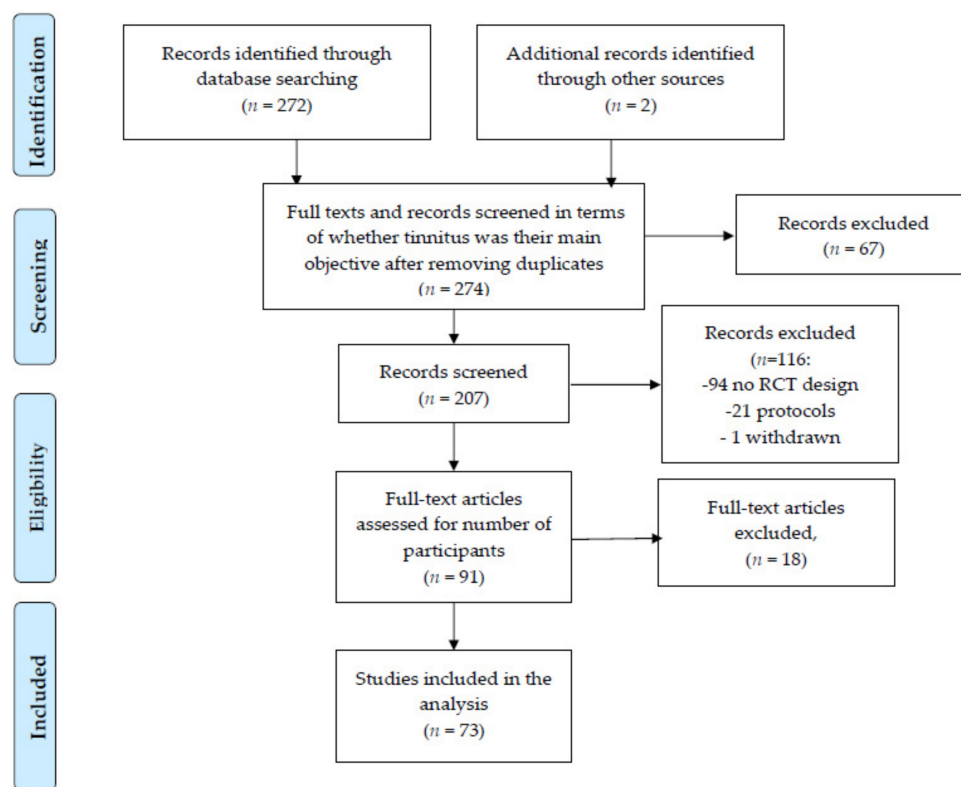 Identification
Records identified through
database searching
(n = 272)
Additional records identified
through other sources
(n = 2)
Screening
Full texts and records screened in terms
of whether tinnitus was their main
objective after removing duplicates
(n = 274)
Records excluded
(n = 67)
Records screened
(n = 207)
Records excluded
(n=116:
-94 no RCT design
-21 protocols
- 1 withdrawn
Eligibility
Full-text articles
assessed for number of
participants
(n = 91)
Full-text articles
excluded,
(n = 18)
Included
Studies included in the
analysis
(n = 73)